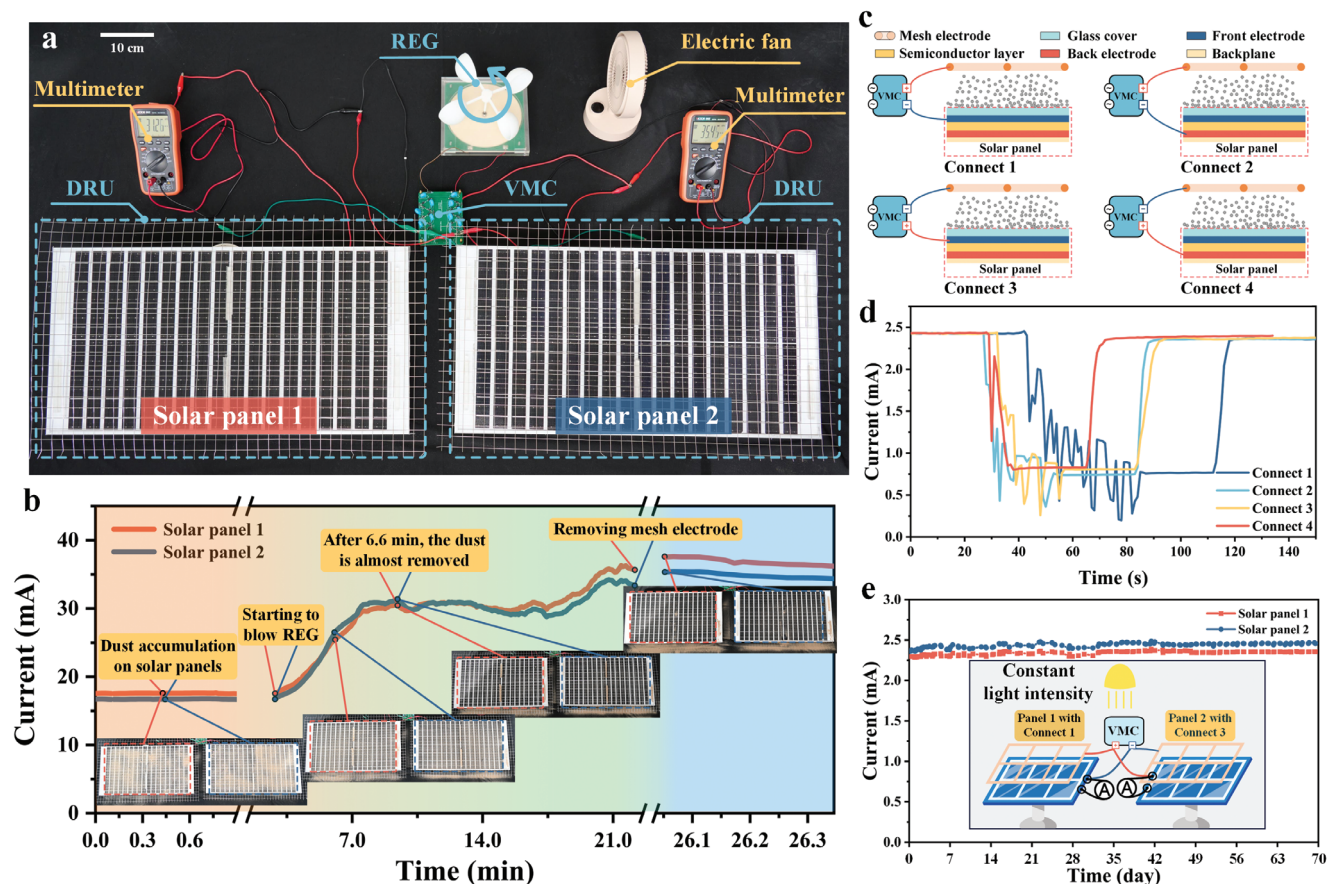 a
10 cm
REG
Electric fan
Multimeter
Multimeter
DRU
VMC
DRU
Solar panel 1
Solar panel 2
b
Current (mA)
40
30
20
10
0
Solar panel 1
Solar panel 2
Dust accumulation
on solar panels
Starting to
blow REG
After 6.6 min, the dust
is almost removed
Removing mesh electrode
0.0 0.3 0.6 7.0 14.0 21.0 26.1 26.2 26.3
Time (min)
c
Mesh electrode Glass cover Front electrode
Semiconductor layer Back electrode Backplane
VMC
+
−
Solar panel
Connect 1
VMC
+
−
Solar panel
Connect 2
VMC
−
+
Solar panel
Connect 3
VMC
−
+
Solar panel
Connect 4
d
Current (mA)
2.5
2.0
1.5
1.0
0.5
0.0
Connect 1
Connect 2
Connect 3
Connect 4
0 20 40 60 80 100 120 140
Time (s)
e
Current (mA)
3.0
2.5
2.0
1.5
1.0
0.5
0.0
Solar panel 1
Solar panel 2
Constant
light intensity
Panel 1 with
Connect 1
VMC
Panel 2 with
Connect 3
A
A
0 7 14 21 28 35 42 49 56 63 70
Time (day)